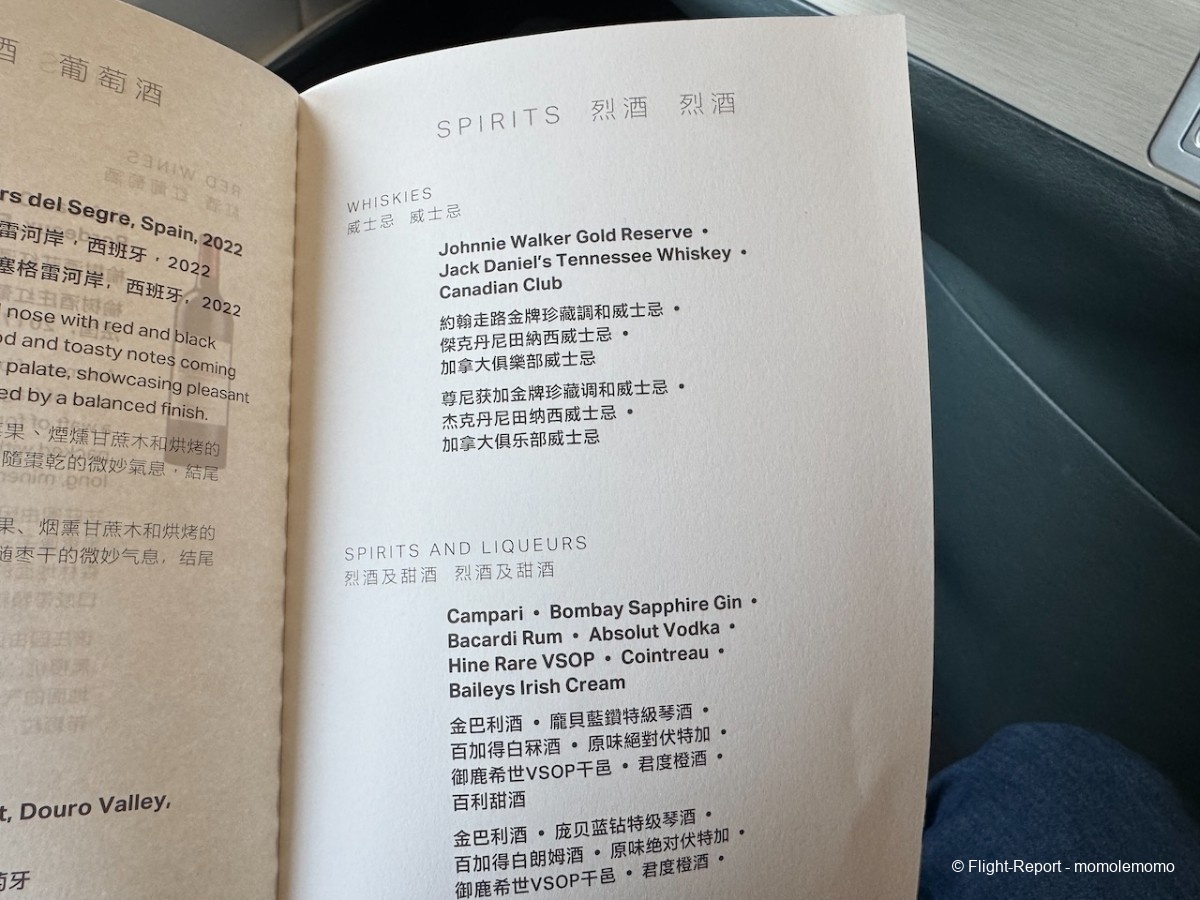 酒 葡萄酒
rs del Segre, Spain, 2022
雷河岸，西班牙，2022
塞格雷河岸，西班牙，2022
nose with red and black
od and toasty notes coming
palate, showcasing pleasant
ed by a balanced finish.
果、煙燻甘蔗木和烘烤的
隨棗乾的微妙氣息，結尾
果、烟熏甘蔗木和烘烤的
随枣干的微妙气息，结尾
t, Douro Valley,
萄牙
SPIRITS 烈酒 烈酒
WHISKIES
威士忌 威士忌
Johnnie Walker Gold Reserve •
Jack Daniel's Tennessee Whiskey •
Canadian Club
約翰走路金牌珍藏調和威士忌 •
傑克丹尼田納西威士忌 •
加拿大俱樂部威士忌
尊尼获加金牌珍藏调和威士忌 •
杰克丹尼田纳西威士忌 •
加拿大俱乐部威士忌
SPIRITS AND LIQUEURS
烈酒及甜酒 烈酒及甜酒
Campari • Bombay Sapphire Gin •
Bacardi Rum • Absolut Vodka •
Hine Rare VSOP • Cointreau •
Baileys Irish Cream
金巴利酒 • 龐貝藍鑽特級琴酒 •
百加得白冧酒 • 原味絕對伏特加 •
御鹿希世VSOP干邑 • 君度橙酒 •
百利甜酒
金巴利酒 • 庞贝蓝钻特级琴酒 •
百加得白朗姆酒 • 原味绝对伏特加 •
御鹿希世VSOP干邑 • 君度橙酒 •
© Flight-Report - momolemomo